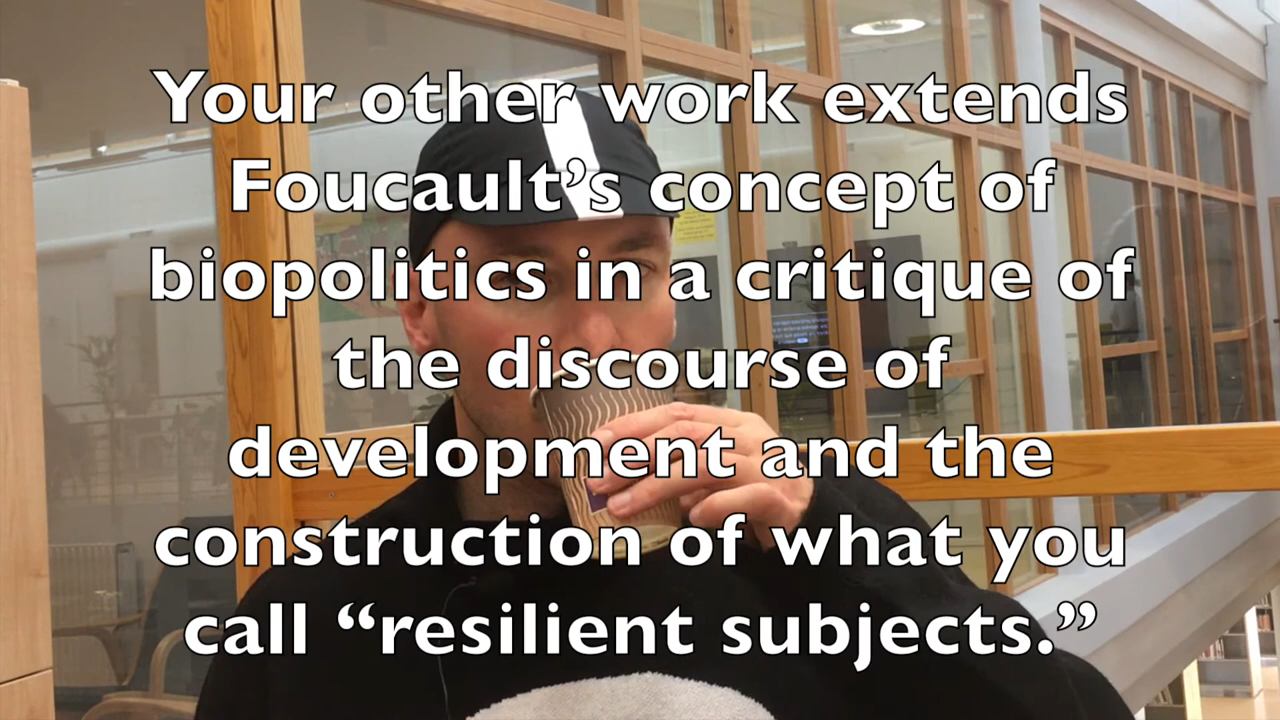 Your other work extends
Foucault’s concept of
biopolitics in a critique of
the discourse of
development and the
construction of what you
call “resilient subjects.”